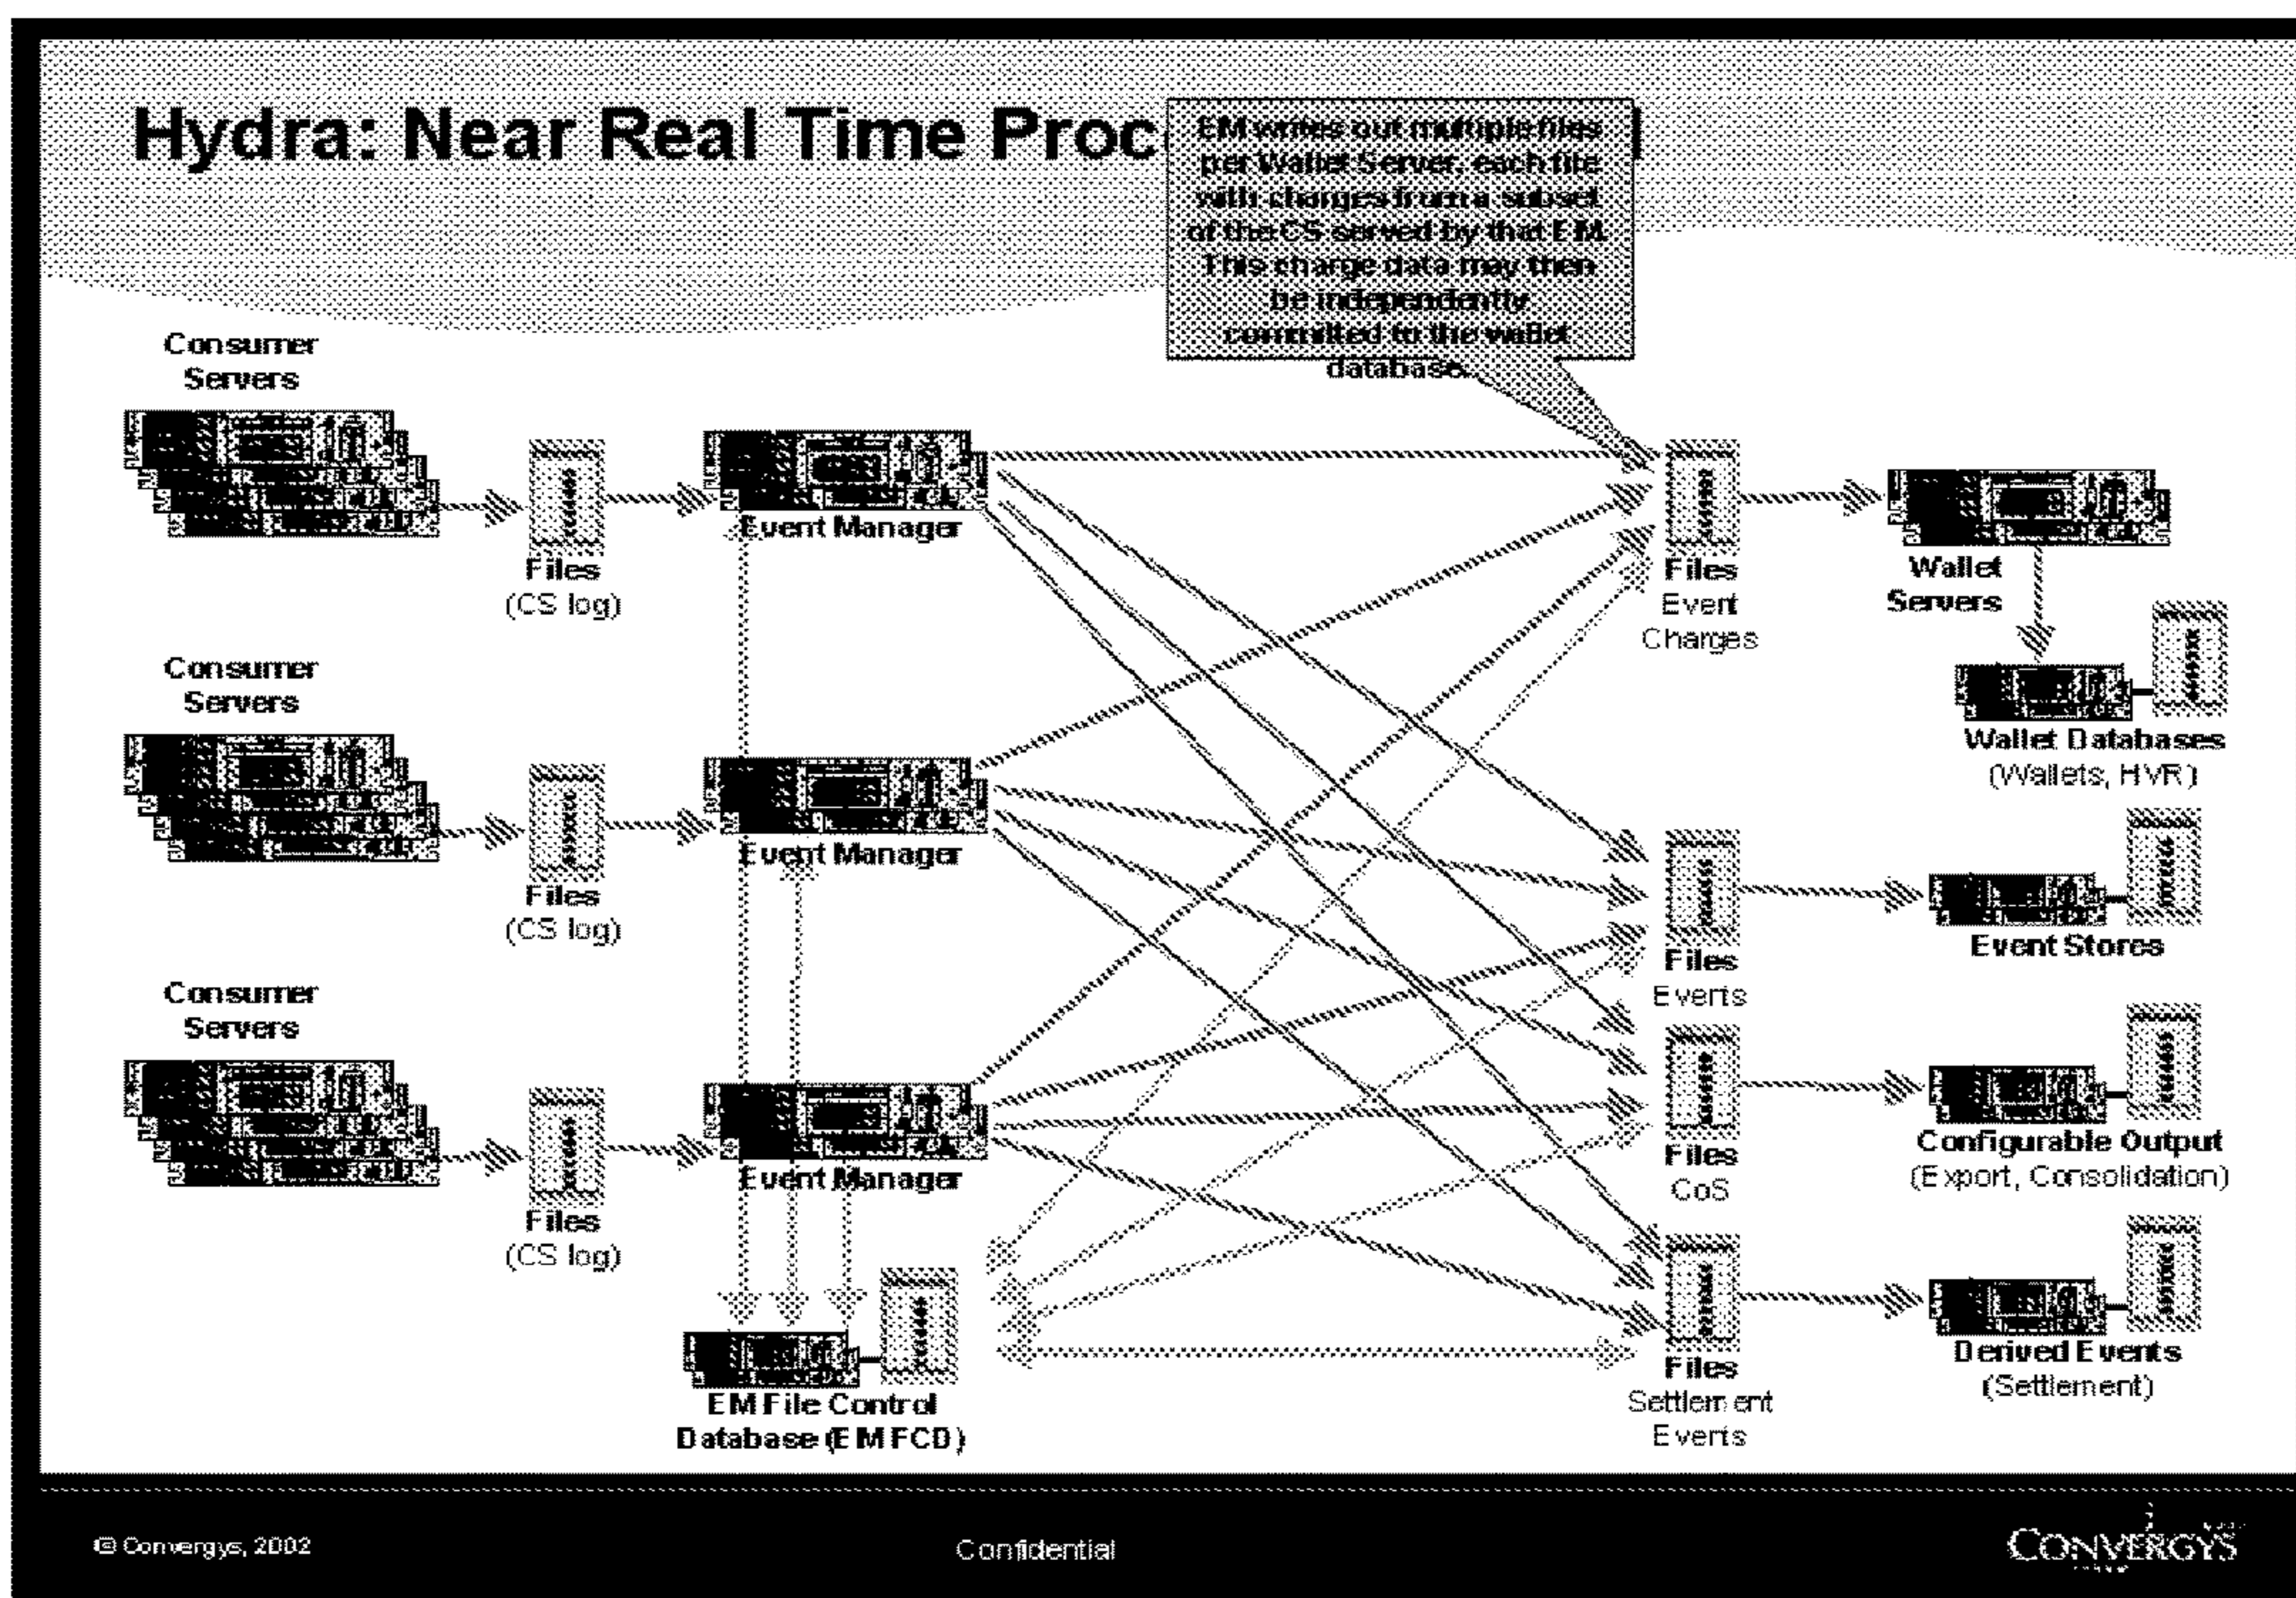 Hydra: Near Real Time Proc
EM writes out multiple files
per Wallet Server, each file
with charges from a subset
of the CS served by that EM.
This charge data may then
be independently
committed to the wallet
database.
Consumer
Servers
Files
(CS log)
Event Manager
Files
Event
Charges
Wallet
Servers
Wallet Databases
(Wallets, HVR)
Consumer
Servers
Files
(CS log)
Event Manager
Files
Events
Event Stores
Consumer
Servers
Files
(CS log)
Event Manager
Files
CoS
Configurable Output
(Export, Consolidation)
EM File Control
Database (EMFCD)
Files
Settlement
Events
Derived Events
(Settlement)
© Convergys, 2002
Confidential
CONVERGYS